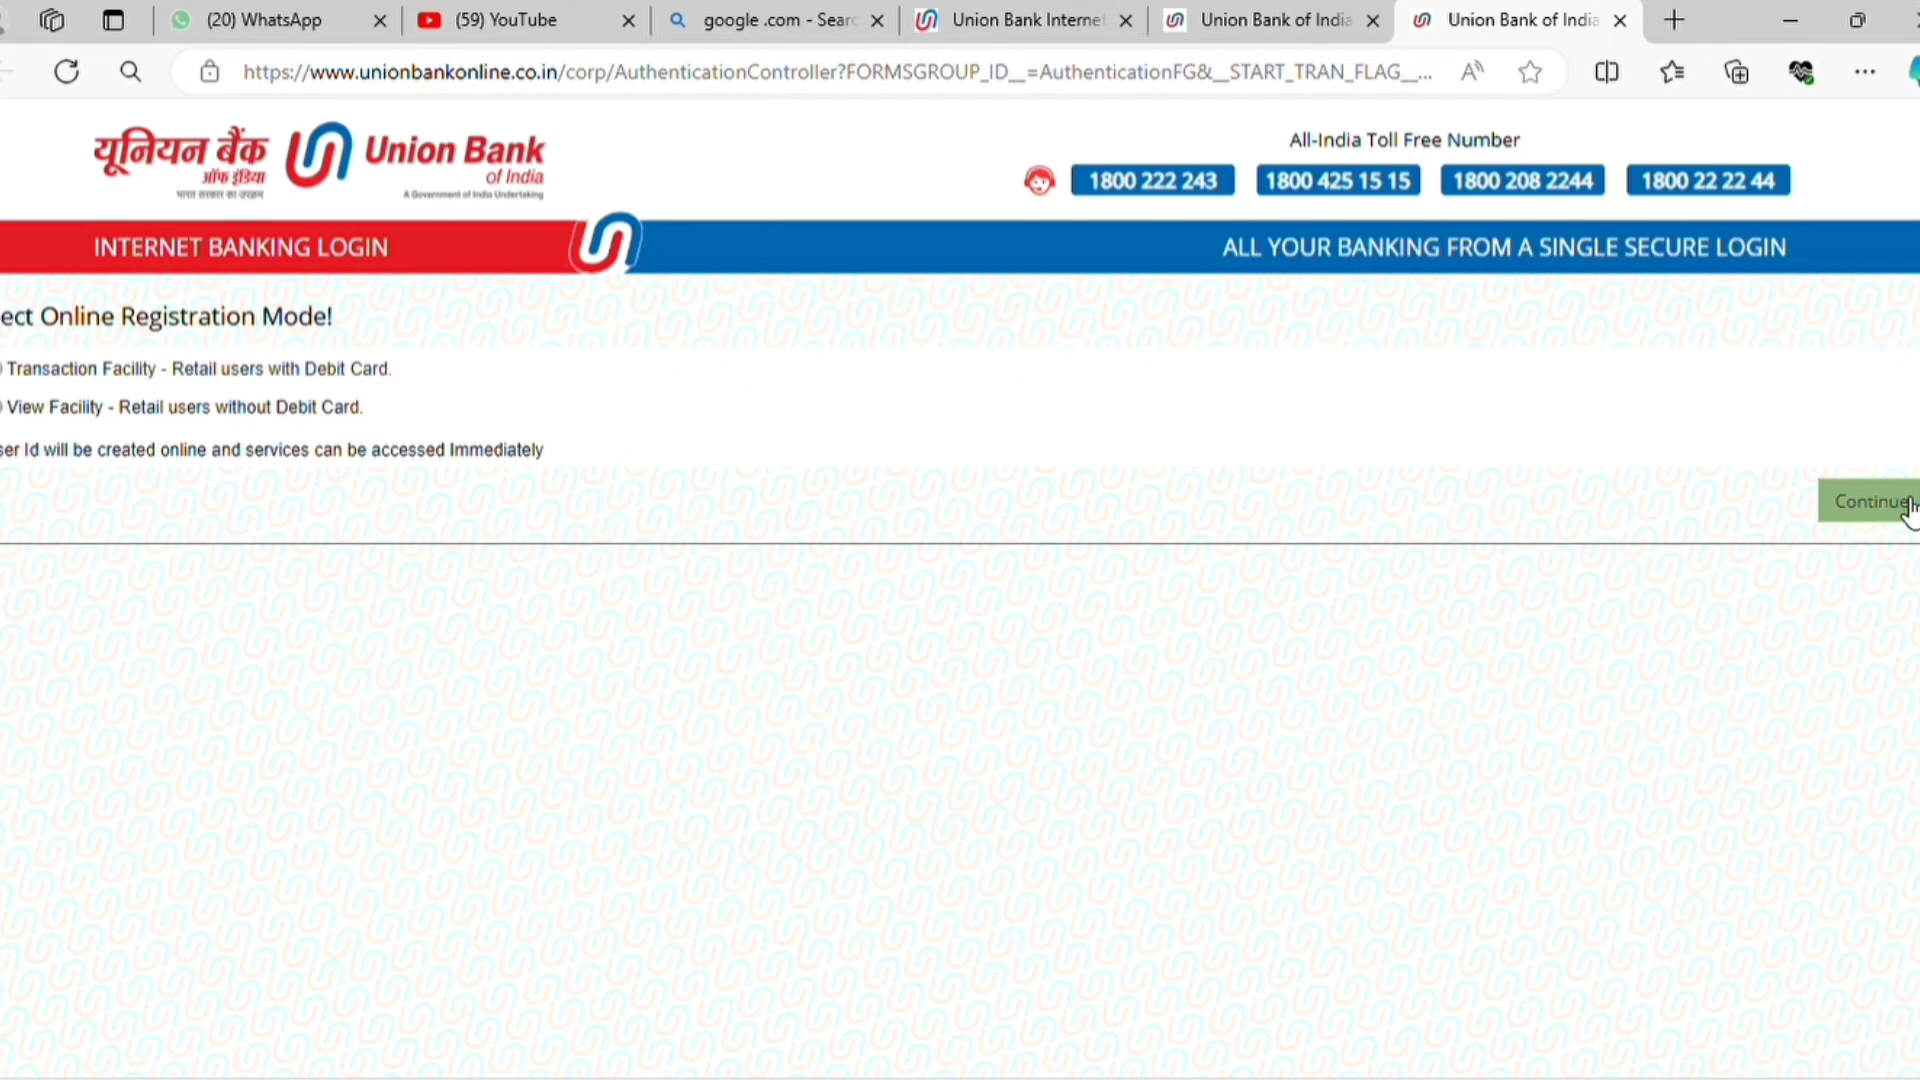 (20) WhatsApp
(59) YouTube
google .com - Searc
Union Bank Internet
Union Bank of India
Union Bank of India
https://www.unionbankonline.co.in/corp/AuthenticationController?FORMSGROUP_ID__=AuthenticationFG&__START_TRAN_FLAG__...
यूनियन बैंक
ऑफ इंडिया
भारत सरकार का उपक्रम
Union Bank
of India
A Government of India Undertaking
All-India Toll Free Number
1800 222 243
1800 425 15 15
1800 208 2244
1800 22 22 44
INTERNET BANKING LOGIN
ALL YOUR BANKING FROM A SINGLE SECURE LOGIN
ect Online Registration Mode!
Transaction Facility - Retail users with Debit Card.
View Facility - Retail users without Debit Card.
ser Id will be created online and services can be accessed Immediately
Continue